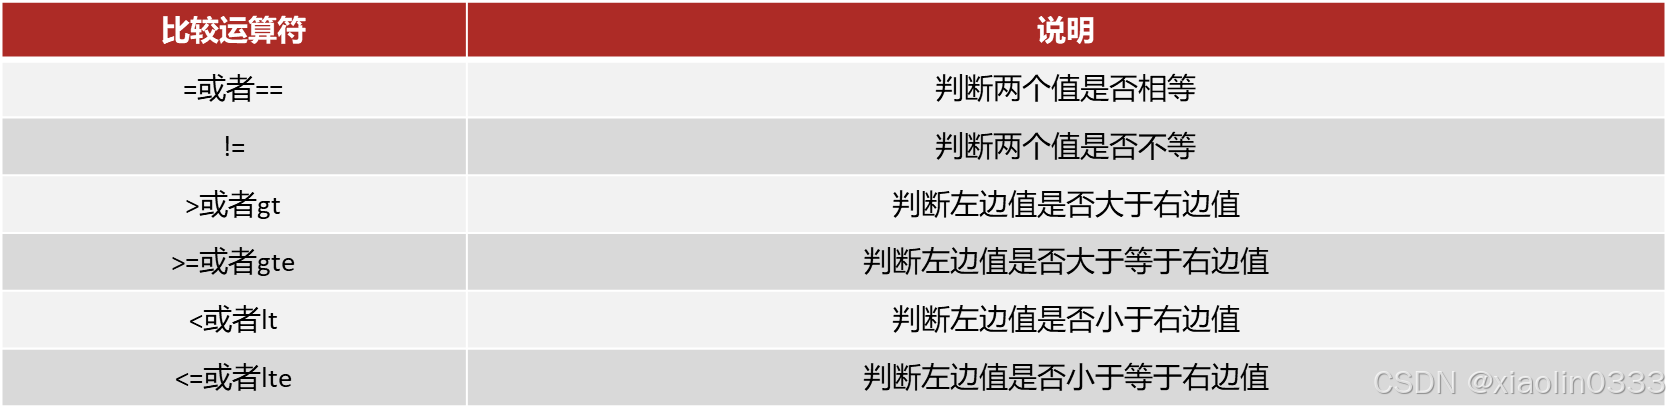 比较运算符 说明
=或者== 判断两个值是否相等
!= 判断两个值是否不等
>或者gt 判断左边值是否大于右边值
>=或者gte 判断左边值是否大于等于右边值
<或者lt 判断左边值是否小于右边值
<=或者lte 判断左边值是否小于等于右边值
CSDN @xiaolin0333